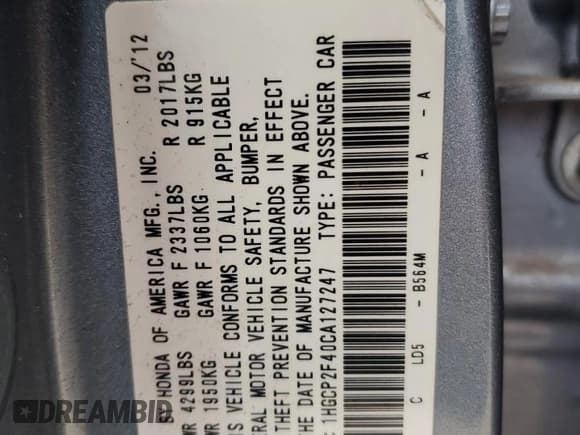 HONDA OF AMERICA MFG., INC. 03/'12
4299LBS GAWR F 2337LBS R 2017LBS
1950KG GAWR F 1060KG R 915KG
VEHICLE CONFORMS TO ALL APPLICABLE
MOTOR VEHICLE SAFETY, BUMPER,
THEFT PREVENTION STANDARDS IN EFFECT
THE DATE OF MANUFACTURE SHOWN ABOVE.
1HGCP2F40CA127247 TYPE: PASSENGER CAR
C LD5 - B564M - A - A
DREAMBID